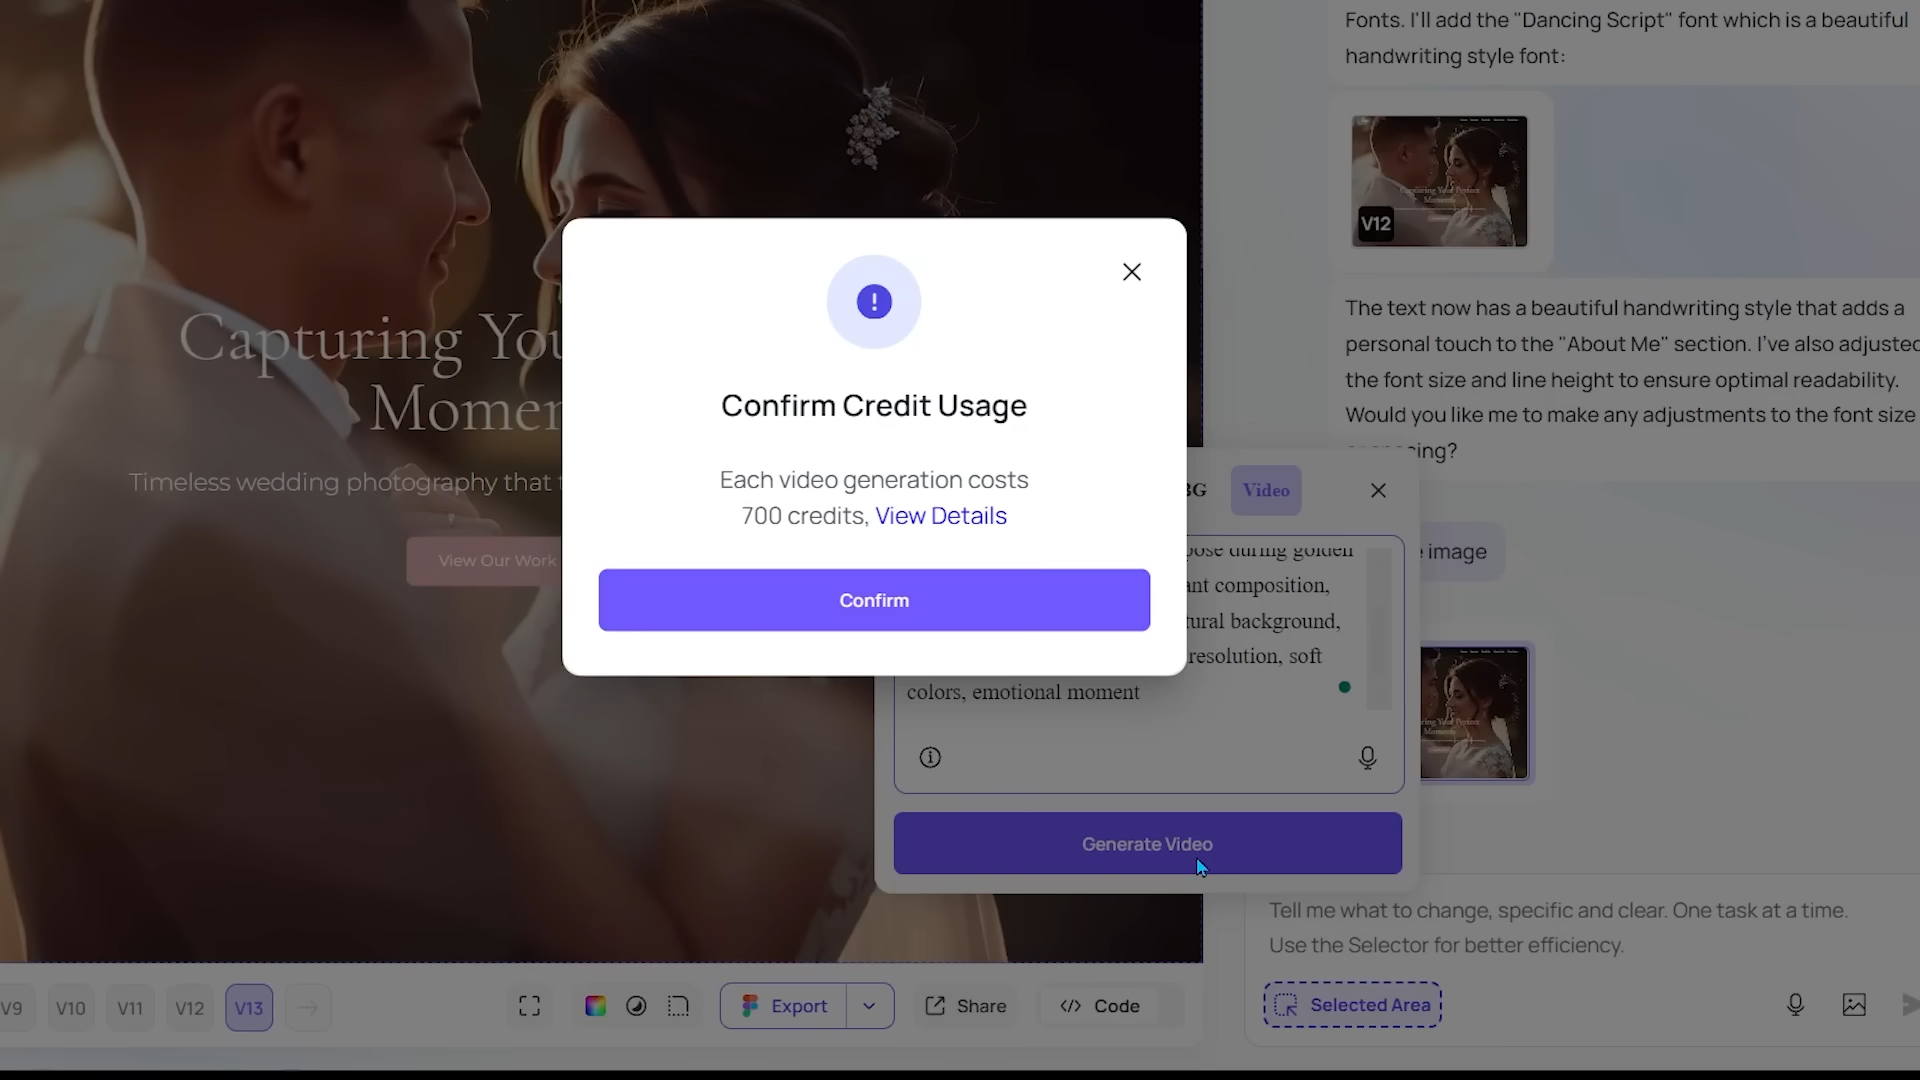 Fonts. I'll add the "Dancing Script" font which is a beautiful
handwriting style font:
V12
The text now has a beautiful handwriting style that adds a
personal touch to the "About Me" section. I've also adjusted
the font size and line height to ensure optimal readability.
Would you like me to make any adjustments to the font size
Capturing You
Momen
Timeless wedding photography that
View Our Work
Confirm Credit Usage
Each video generation costs
700 credits, View Details
Confirm
BG
Video
pose during golden
composition,
background,
resolution, soft
colors, emotional moment
image
Generate Video
Tell me what to change, specific and clear. One task at a time.
Use the Selector for better efficiency.
Selected Area
V9
V10
V11
V12
V13
Export
Share
</> Code